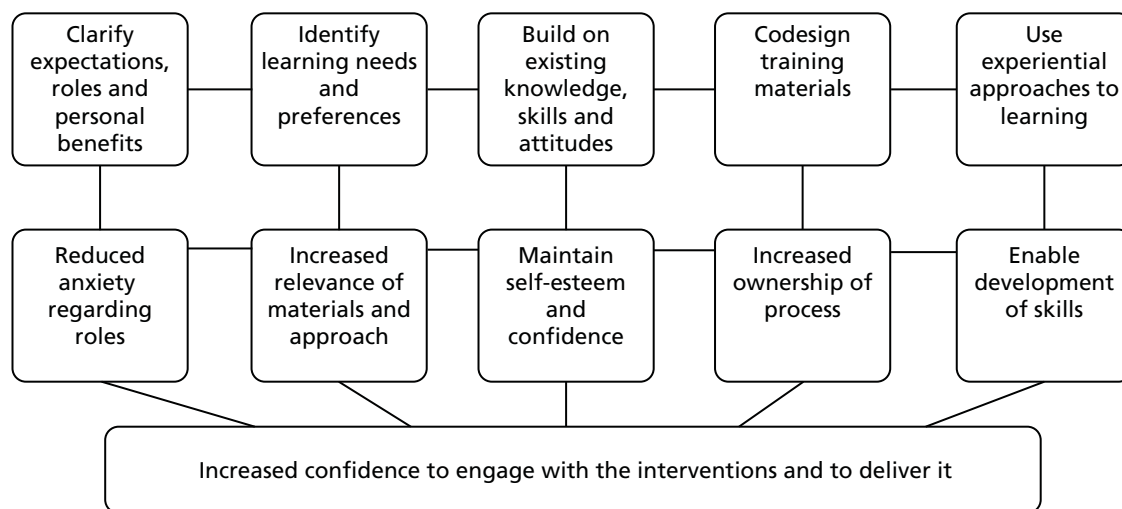 Clarify
expectations,
roles and
personal
benefits
Identify
learning needs
and
preferences
Build on
existing
knowledge,
skills and
attitudes
Codesign
training
materials
Use
experiential
approaches to
learning
Reduced
anxiety
regarding
roles
Increased
relevance of
materials and
approach
Maintain
self-esteem
and
confidence
Increased
ownership of
process
Enable
development
of skills
Increased confidence to engage with the interventions and to deliver it